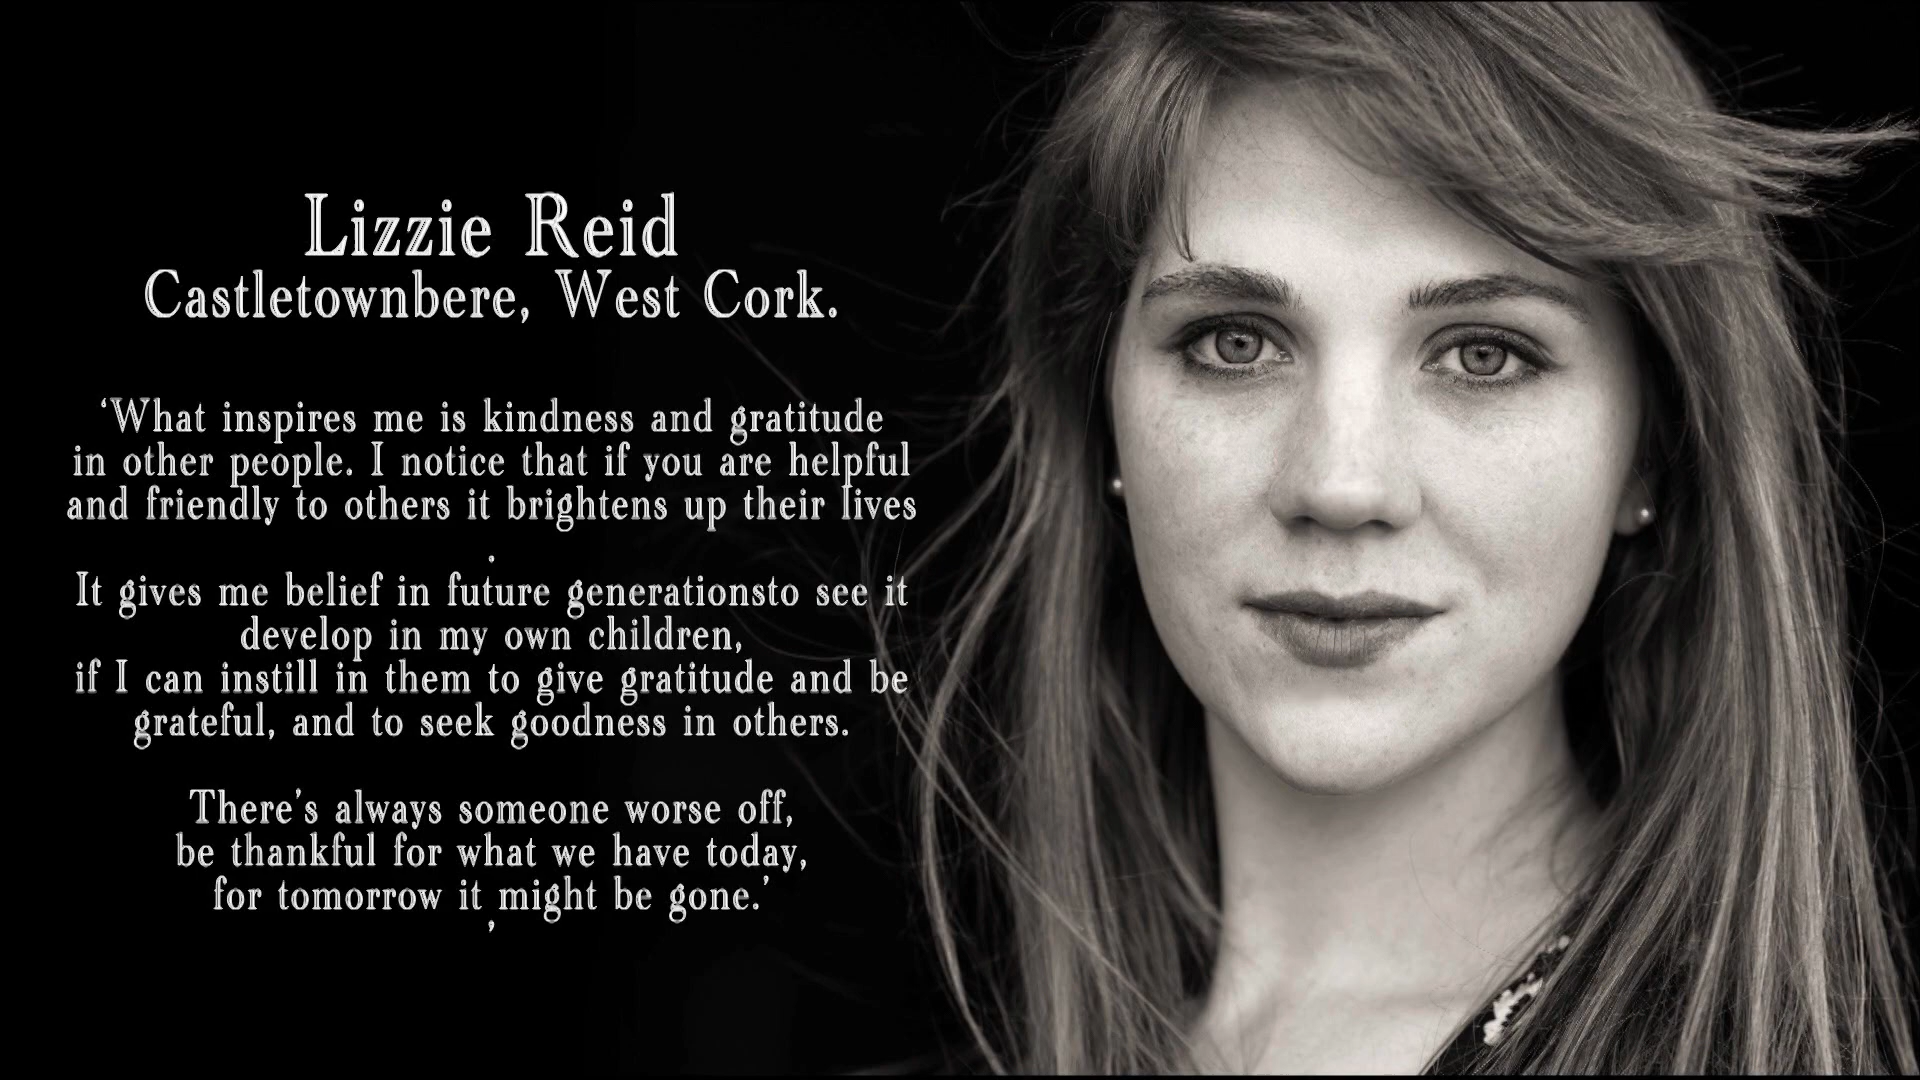 Lizzie Reid
Castletownbere, West Cork.
‘What inspires me is kindness and gratitude
in other people. I notice that if you are helpful
and friendly to others it brightens up their lives
.
It gives me belief in future generationsto see it
develop in my own children,
if I can instill in them to give gratitude and be
grateful, and to seek goodness in others.
There’s always someone worse off,
be thankful for what we have today,
for tomorrow it might be gone.’
’